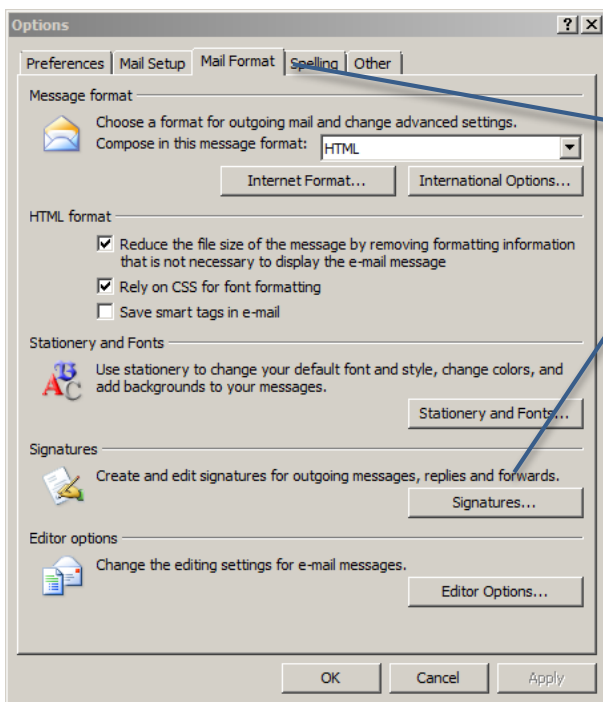 Options
Preferences Mail Setup Mail Format Spelling Other
Message format
Choose a format for outgoing mail and change advanced settings.
Compose in this message format: HTML
Internet Format... International Options...
HTML format
Reduce the file size of the message by removing formatting information
that is not necessary to display the e-mail message
Rely on CSS for font formatting
Save smart tags in e-mail
Stationery and Fonts
Use stationery to change your default font and style, change colors, and
add backgrounds to your messages.
Stationery and Fonts...
Signatures
Create and edit signatures for outgoing messages, replies and forwards.
Signatures...
Editor options
Change the editing settings for e-mail messages.
Editor Options...
OK Cancel Apply